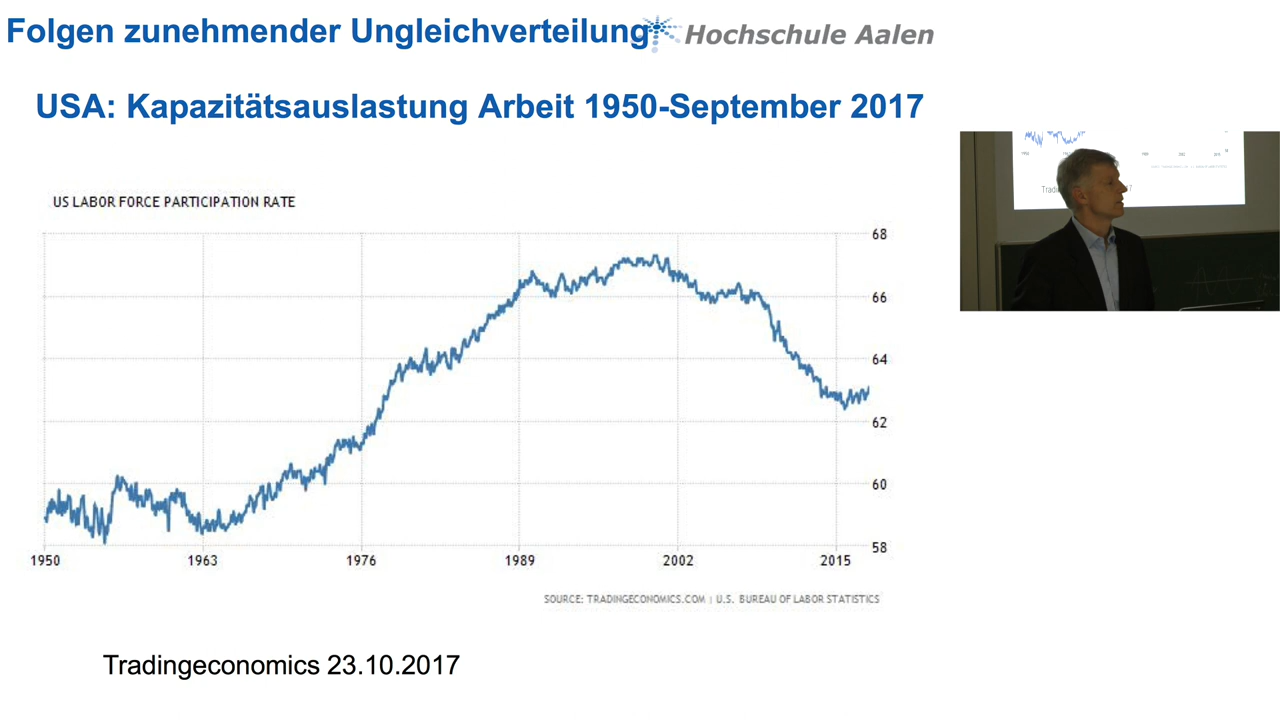 Folgen zunehmender Ungleichverteilung
Hochschule Aalen
USA: Kapazitätsauslastung Arbeit 1950-September 2017
US LABOR FORCE PARTICIPATION RATE
68
66
64
62
60
58
1950 1963 1976 1989 2002 2015
SOURCE: TRADINGECONOMICS.COM | U.S. BUREAU OF LABOR STATISTICS
Tradingeconomics 23.10.2017